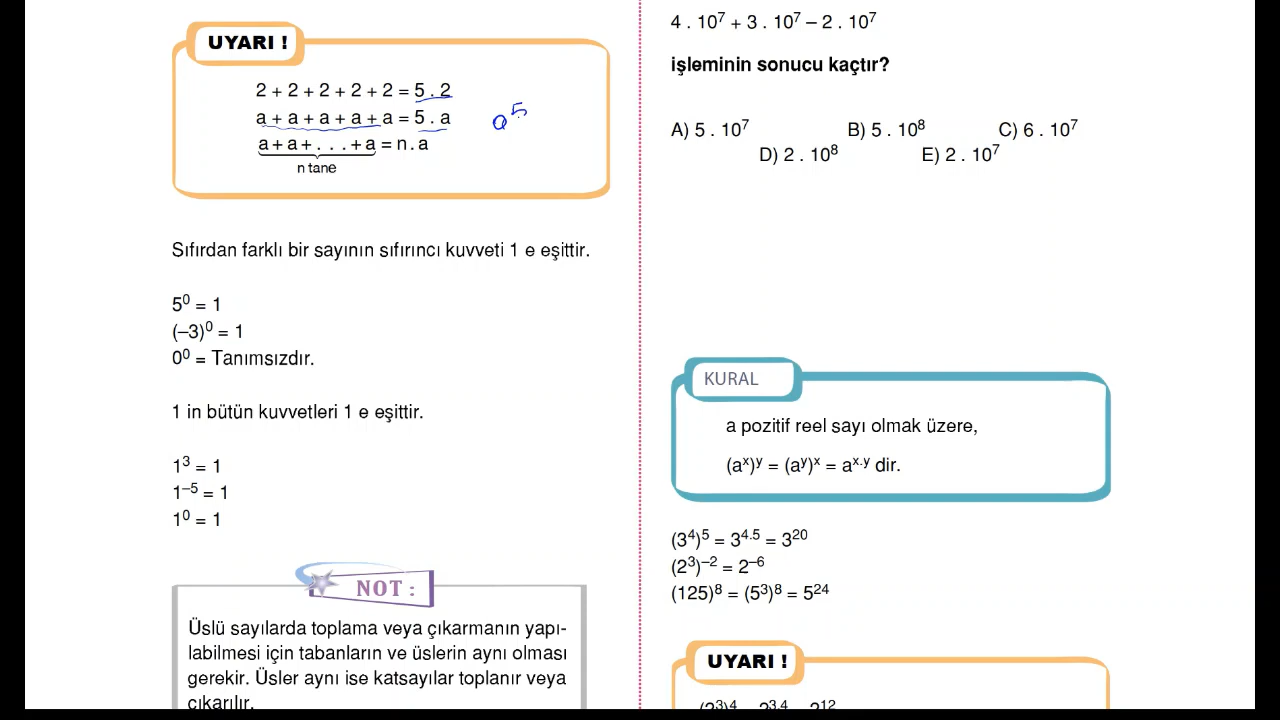 UYARI !
2 + 2 + 2 + 2 + 2 = 5 . 2
a + a + a + a + a = 5 . a
a⁵
a + a + . . . + a = n . a
n tane
Sıfırdan farklı bir sayının sıfırıncı kuvveti 1 e eşittir.
5⁰ = 1
(–3)⁰ = 1
0⁰ = Tanımsızdır.
1 in bütün kuvvetleri 1 e eşittir.
1³ = 1
1⁻⁵ = 1
1⁰ = 1
NOT :
Üslü sayılarda toplama veya çıkarmanın yapı-
labilmesi için tabanların ve üslerin aynı olması
gerekir. Üsler aynı ise katsayılar toplanır veya
çıkarılır.
4 . 10⁷ + 3 . 10⁷ – 2 . 10⁷
işleminin sonucu kaçtır?
A) 5 . 10⁷ B) 5 . 10⁸ C) 6 . 10⁷
D) 2 . 10⁸ E) 2 . 10⁷
KURAL
a pozitif reel sayı olmak üzere,
(aˣ)ʸ = (aʸ)ˣ = aˣ·ʸ dir.
(3⁴)⁵ = 3⁴·⁵ = 3²⁰
(2³)⁻² = 2⁻⁶
(125)⁸ = (5³)⁸ = 5²⁴
UYARI !